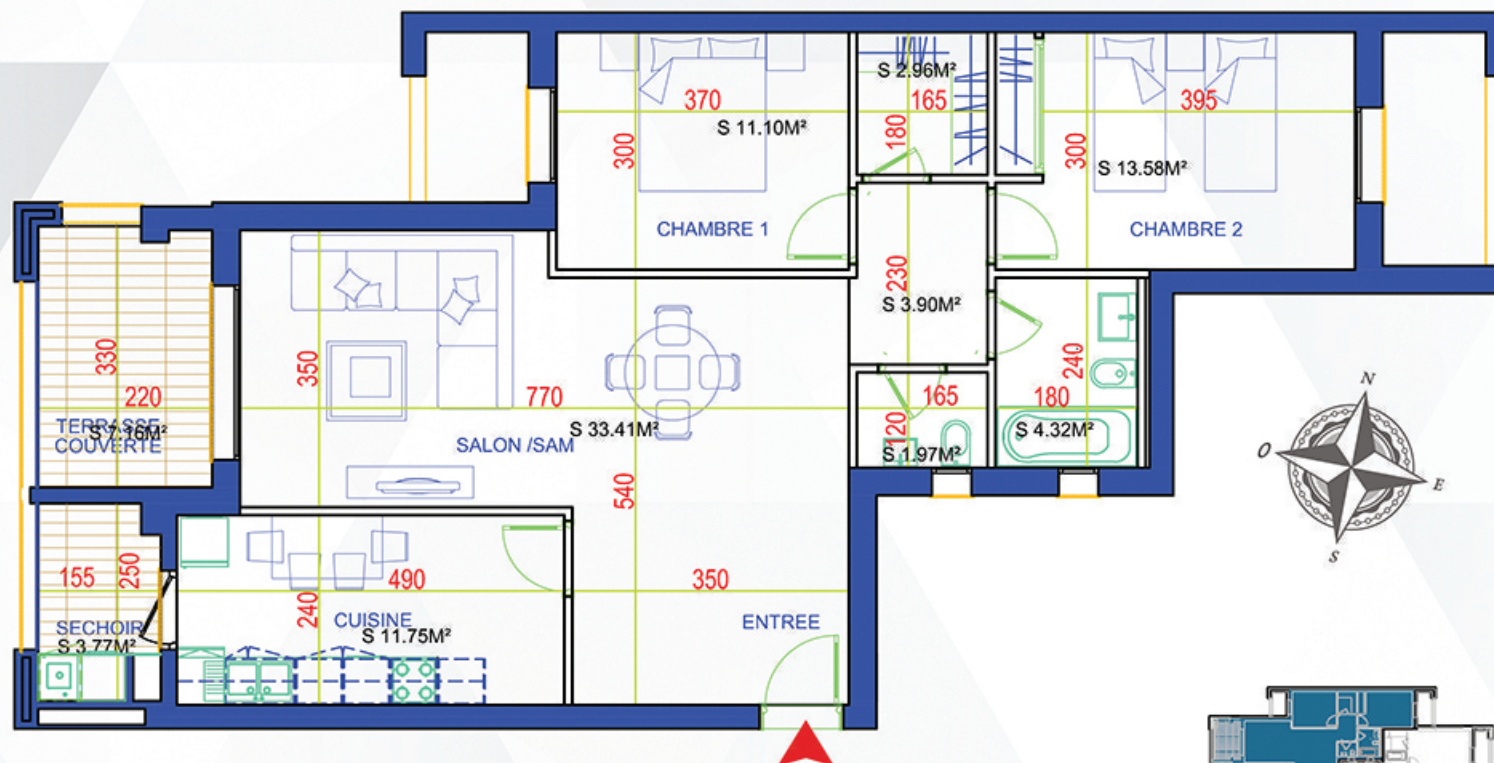 S 2.96M²
370
165
395
S 11.10M²
180
300
300
S 13.58M²
CHAMBRE 1
CHAMBRE 2
230
S 3.90M²
330
350
240
220
770
165
180
TERRASSE
COUVERTE
S 7.16M²
SALON /SAM
S 33.41M²
120
S 1.97M²
S 4.32M²
N
O
E
S
540
155
250
490
350
240
SECHOIR
S 3.77M²
CUISINE
S 11.75M²
ENTREE